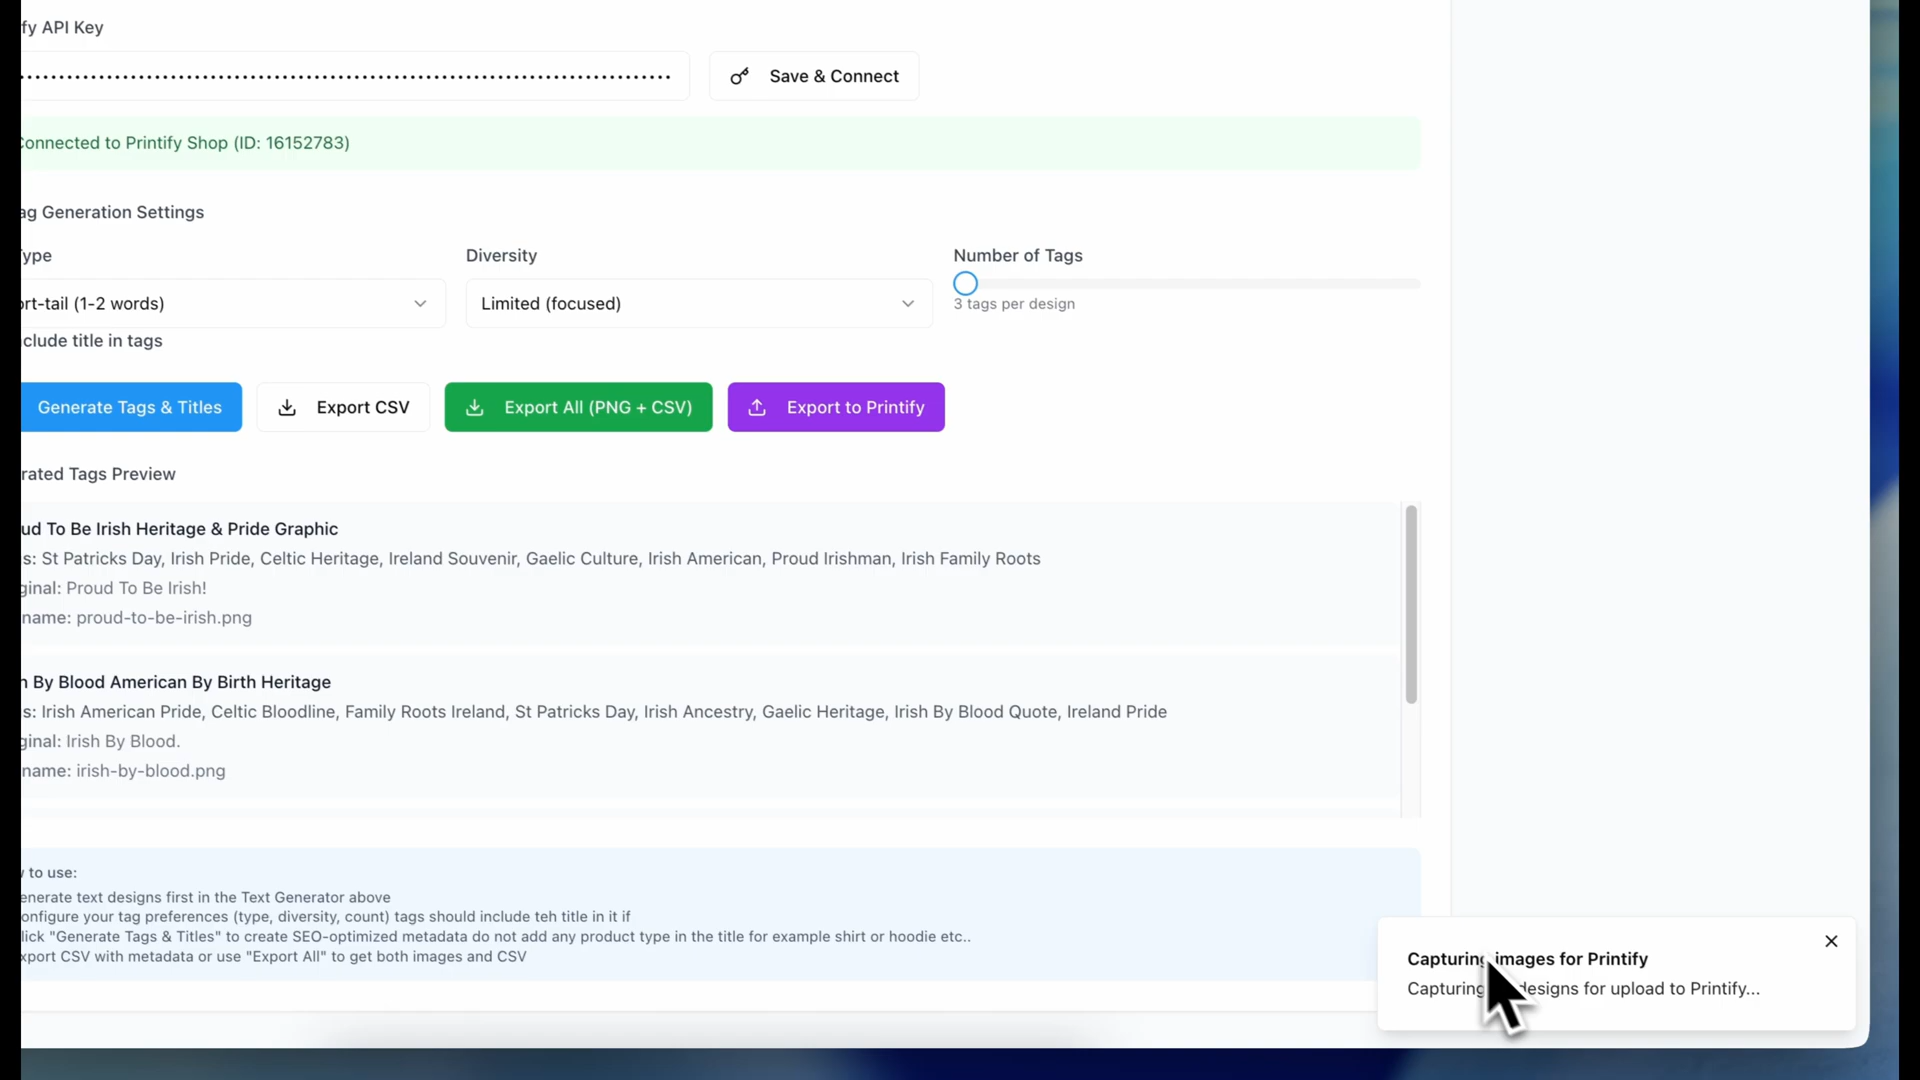 fy API Key
Save & Connect
onnected to Printify Shop (ID: 16152783)
ag Generation Settings
ype
Diversity
Number of Tags
ort-tail (1-2 words)
Limited (focused)
3 tags per design
clude title in tags
Generate Tags & Titles
Export CSV
Export All (PNG + CSV)
Export to Printify
rated Tags Preview
ud To Be Irish Heritage & Pride Graphic
s: St Patricks Day, Irish Pride, Celtic Heritage, Ireland Souvenir, Gaelic Culture, Irish American, Proud Irishman, Irish Family Roots
ginal: Proud To Be Irish!
name: proud-to-be-irish.png
h By Blood American By Birth Heritage
s: Irish American Pride, Celtic Bloodline, Family Roots Ireland, St Patricks Day, Irish Ancestry, Gaelic Heritage, Irish By Blood Quote, Ireland Pride
ginal: Irish By Blood.
name: irish-by-blood.png
to use:
enerate text designs first in the Text Generator above
onfigure your tag preferences (type, diversity, count) tags should include teh title in it if
lick "Generate Tags & Titles" to create SEO-optimized metadata do not add any product type in the title for example shirt or hoodie etc..
xport CSV with metadata or use "Export All" to get both images and CSV
Capturing images for Printify
Capturing designs for upload to Printify...